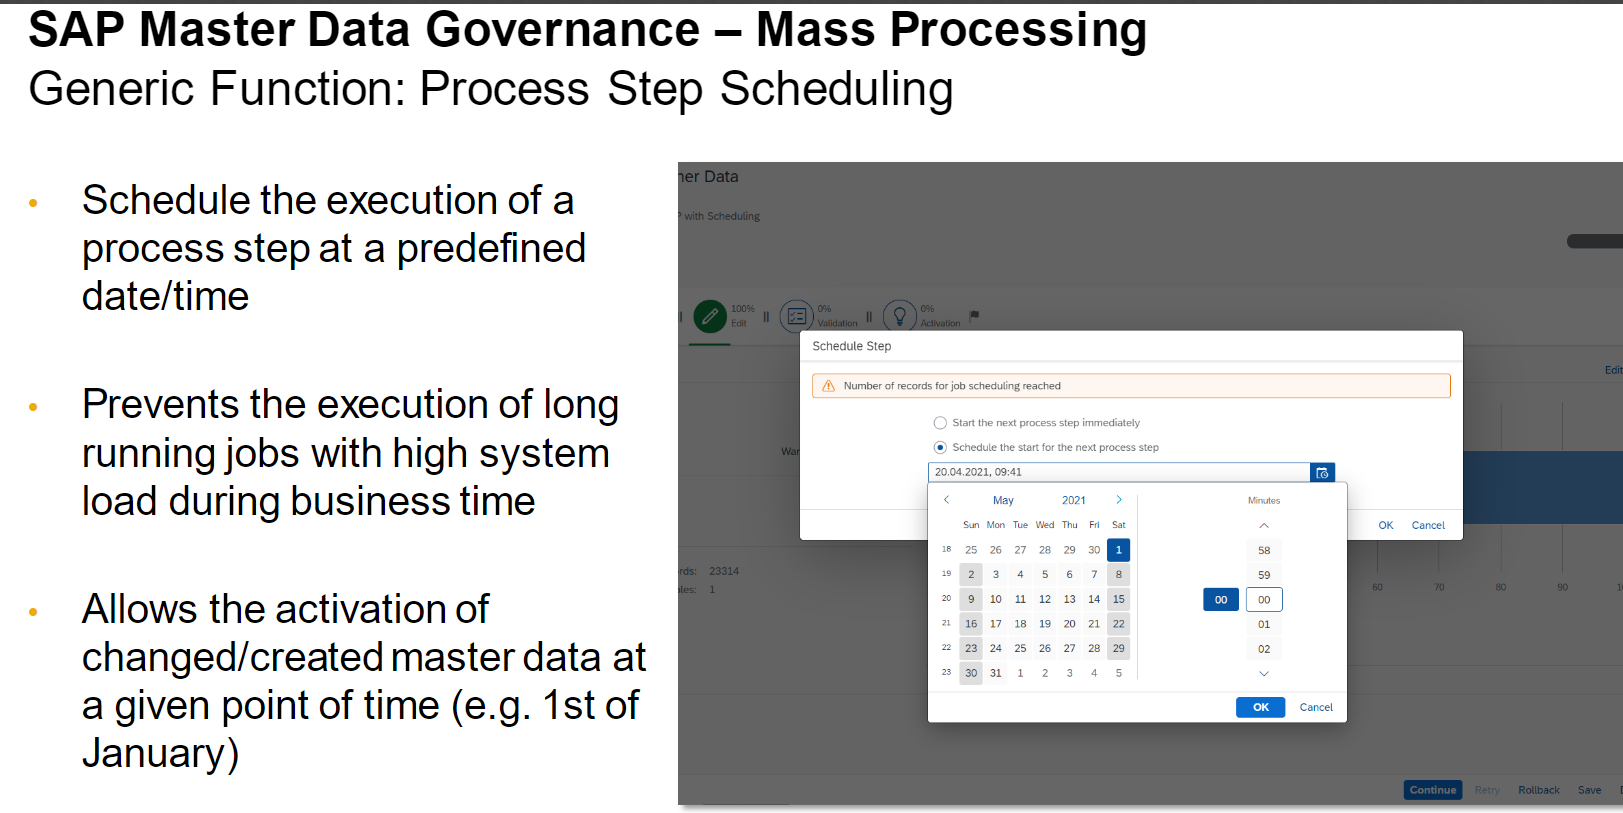 SAP Master Data Governance – Mass Processing
Generic Function: Process Step Scheduling
• Schedule the execution of a
process step at a predefined
date/time
• Prevents the execution of long
running jobs with high system
load during business time
• Allows the activation of
changed/created master data at
a given point of time (e.g. 1st of
January)
ner Data
P with Scheduling
100%
Edit
0%
Validation
0%
Activation
Edit
War
Schedule Step
Number of records for job scheduling reached
Start the next process step immediately
Schedule the start for the next process step
20.04.2021, 09:41
OK Cancel
May 2021
Sun Mon Tue Wed Thu Fri Sat
18 25 26 27 28 29 30 1
19 2 3 4 5 6 7 8
20 9 10 11 12 13 14 15
21 16 17 18 19 20 21 22
22 23 24 25 26 27 28 29
23 30 31 1 2 3 4 5
Minutes
58
59
00 00
01
02
OK Cancel
rds: 23314
les: 1
60 70 80 90 1
Continue Retry Rollback Save